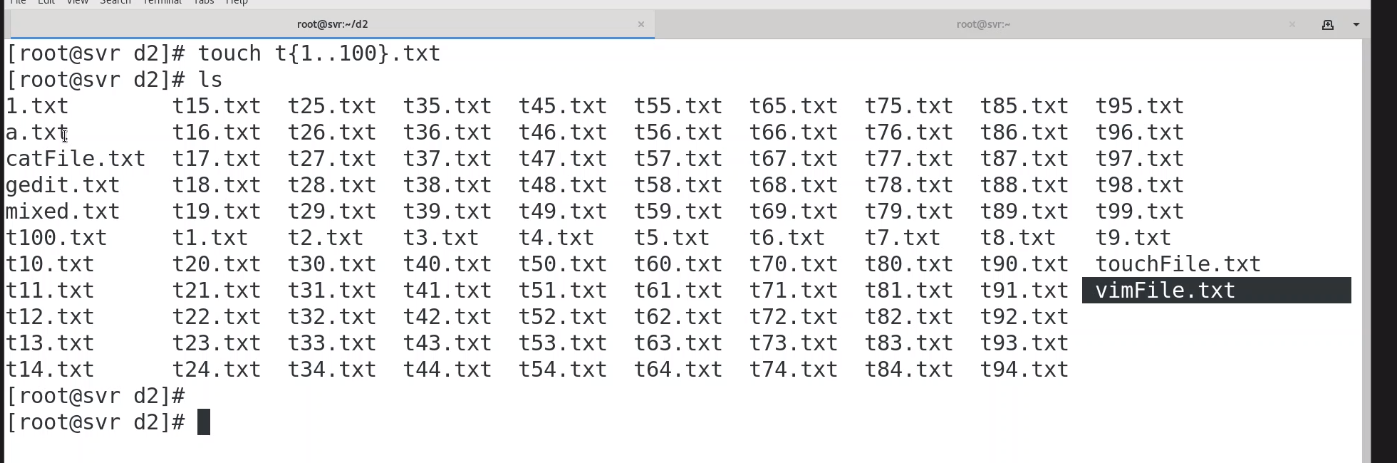 File Edit View Search Terminal Tabs Help
root@svr:~/d2 × root@svr:~ ×
[root@svr d2]# touch t{1..100}.txt
[root@svr d2]# ls
1.txt t15.txt t25.txt t35.txt t45.txt t55.txt t65.txt t75.txt t85.txt t95.txt
a.txt t16.txt t26.txt t36.txt t46.txt t56.txt t66.txt t76.txt t86.txt t96.txt
catFile.txt t17.txt t27.txt t37.txt t47.txt t57.txt t67.txt t77.txt t87.txt t97.txt
gedit.txt t18.txt t28.txt t38.txt t48.txt t58.txt t68.txt t78.txt t88.txt t98.txt
mixed.txt t19.txt t29.txt t39.txt t49.txt t59.txt t69.txt t79.txt t89.txt t99.txt
t100.txt t1.txt t2.txt t3.txt t4.txt t5.txt t6.txt t7.txt t8.txt t9.txt
t10.txt t20.txt t30.txt t40.txt t50.txt t60.txt t70.txt t80.txt t90.txt touchFile.txt
t11.txt t21.txt t31.txt t41.txt t51.txt t61.txt t71.txt t81.txt t91.txt vimFile.txt
t12.txt t22.txt t32.txt t42.txt t52.txt t62.txt t72.txt t82.txt t92.txt
t13.txt t23.txt t33.txt t43.txt t53.txt t63.txt t73.txt t83.txt t93.txt
t14.txt t24.txt t34.txt t44.txt t54.txt t64.txt t74.txt t84.txt t94.txt
[root@svr d2]#
[root@svr d2]#